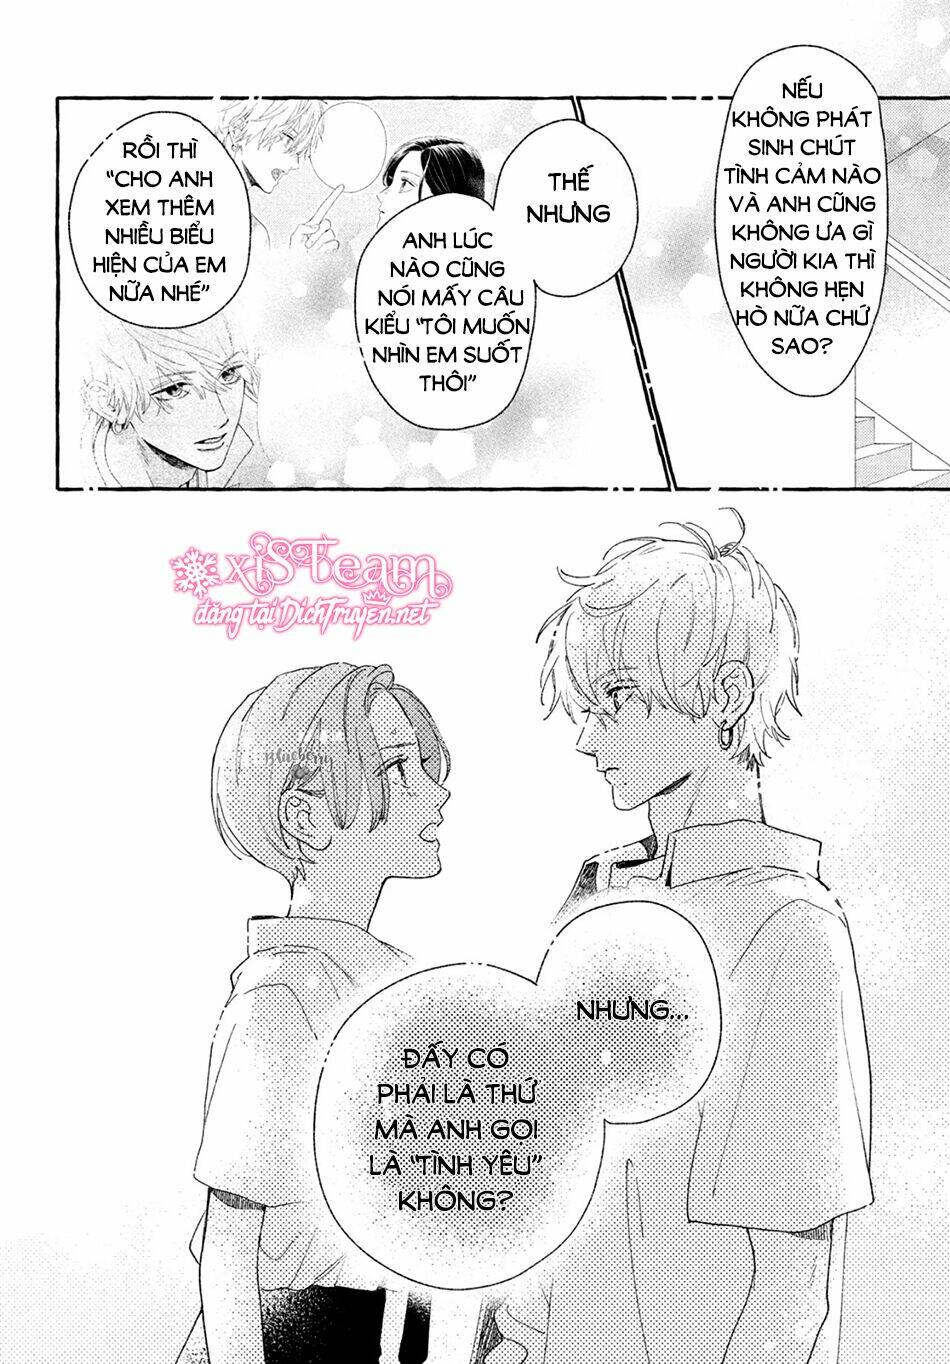 NẾU
KHÔNG PHÁT
SINH CHÚT
TÌNH CẢM NÀO
VÀ ANH CŨNG
KHÔNG ƯA GÌ
NGƯỜI KIA THÌ
KHÔNG HẸN
HÒ NỮA CHỨ
SAO?
THẾ
NHƯNG
ANH LÚC
NÀO CŨNG
NÓI MẤY CÂU
KIỂU "TÔI MUỐN
NHÌN EM SUỐT
THÔI"
RỒI THÌ
"CHO ANH
XEM THÊM
NHIỀU BIỂU
HIỆN CỦA EM
NỮA NHÉ"
xiSTeam
đăng tại DichTruyen.net
Blueberry
NHƯNG...
ĐẤY CÓ
PHẢI LÀ THỨ
MÀ ANH GỌI
LÀ "TÌNH YÊU"
KHÔNG?